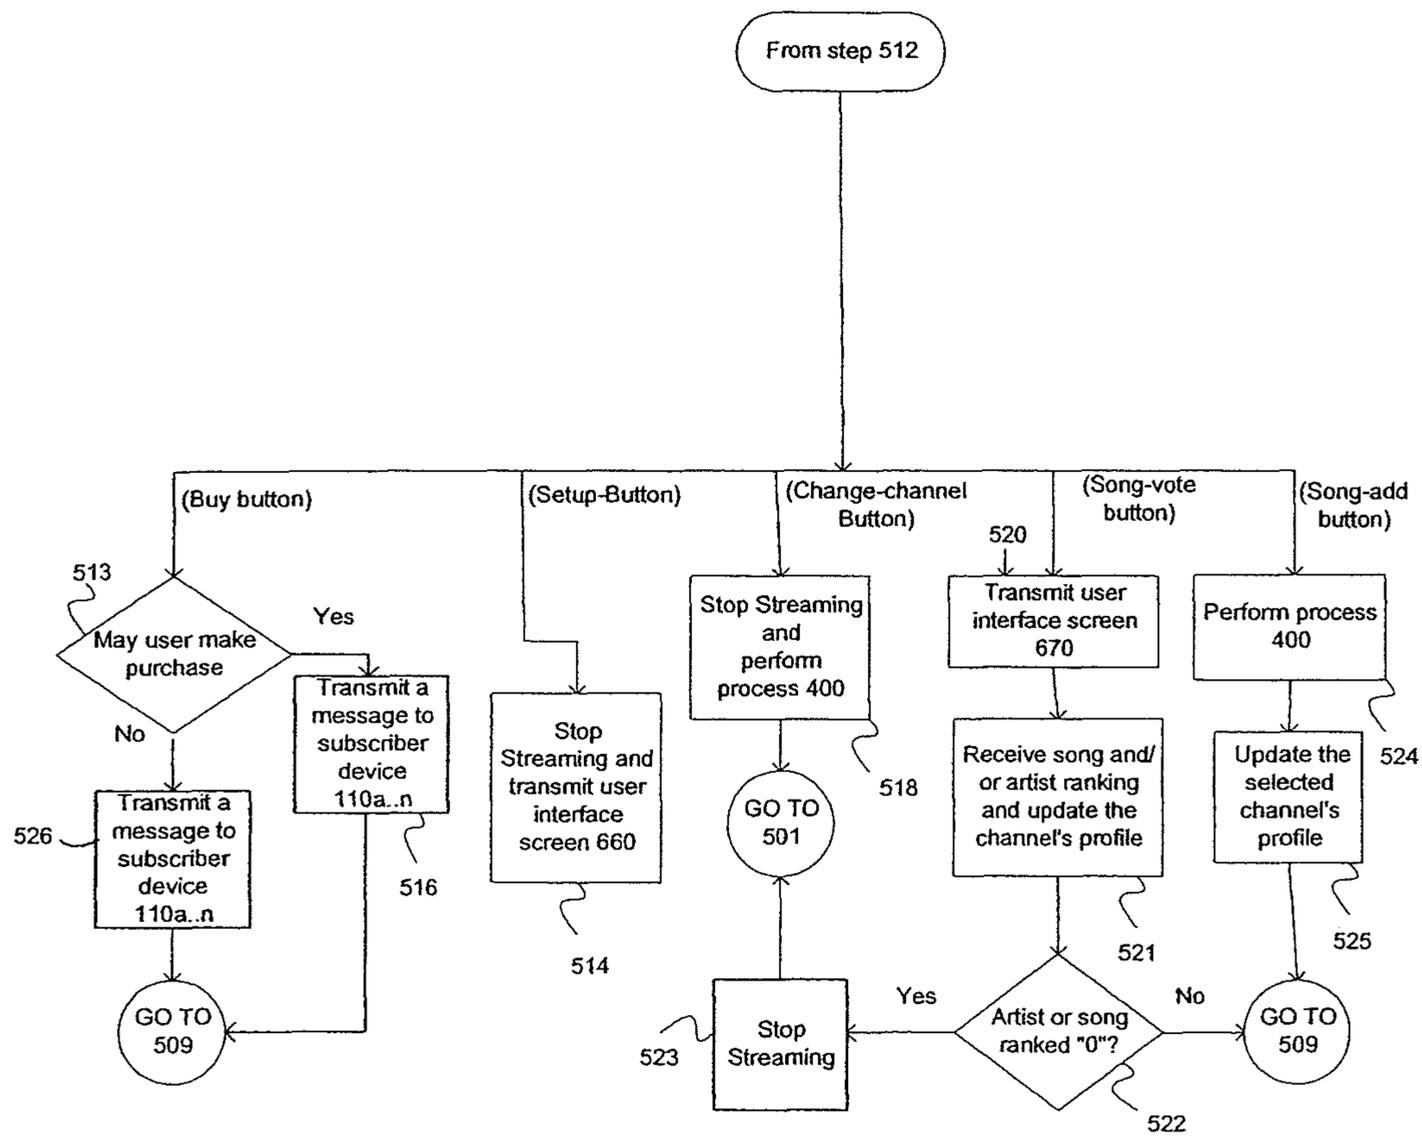 From step 512
(Buy button)
(Setup-Button)
(Change-channel
Button)
(Song-vote
button)
(Song-add
button)
513
May user make
purchase
Yes
No
Transmit a
message to
subscriber
device
110a..n
516
526
Transmit a
message to
subscriber
device
110a..n
GO TO
509
Stop
Streaming and
transmit user
interface
screen 660
514
Stop Streaming
and
perform
process 400
518
GO TO
501
520
Transmit user
interface screen
670
Receive song and/
or artist ranking
and update the
channel's profile
521
Artist or song
ranked "0"?
522
Yes
No
Stop
Streaming
523
Perform process
400
524
Update the
selected
channel's
profile
525
GO TO
509